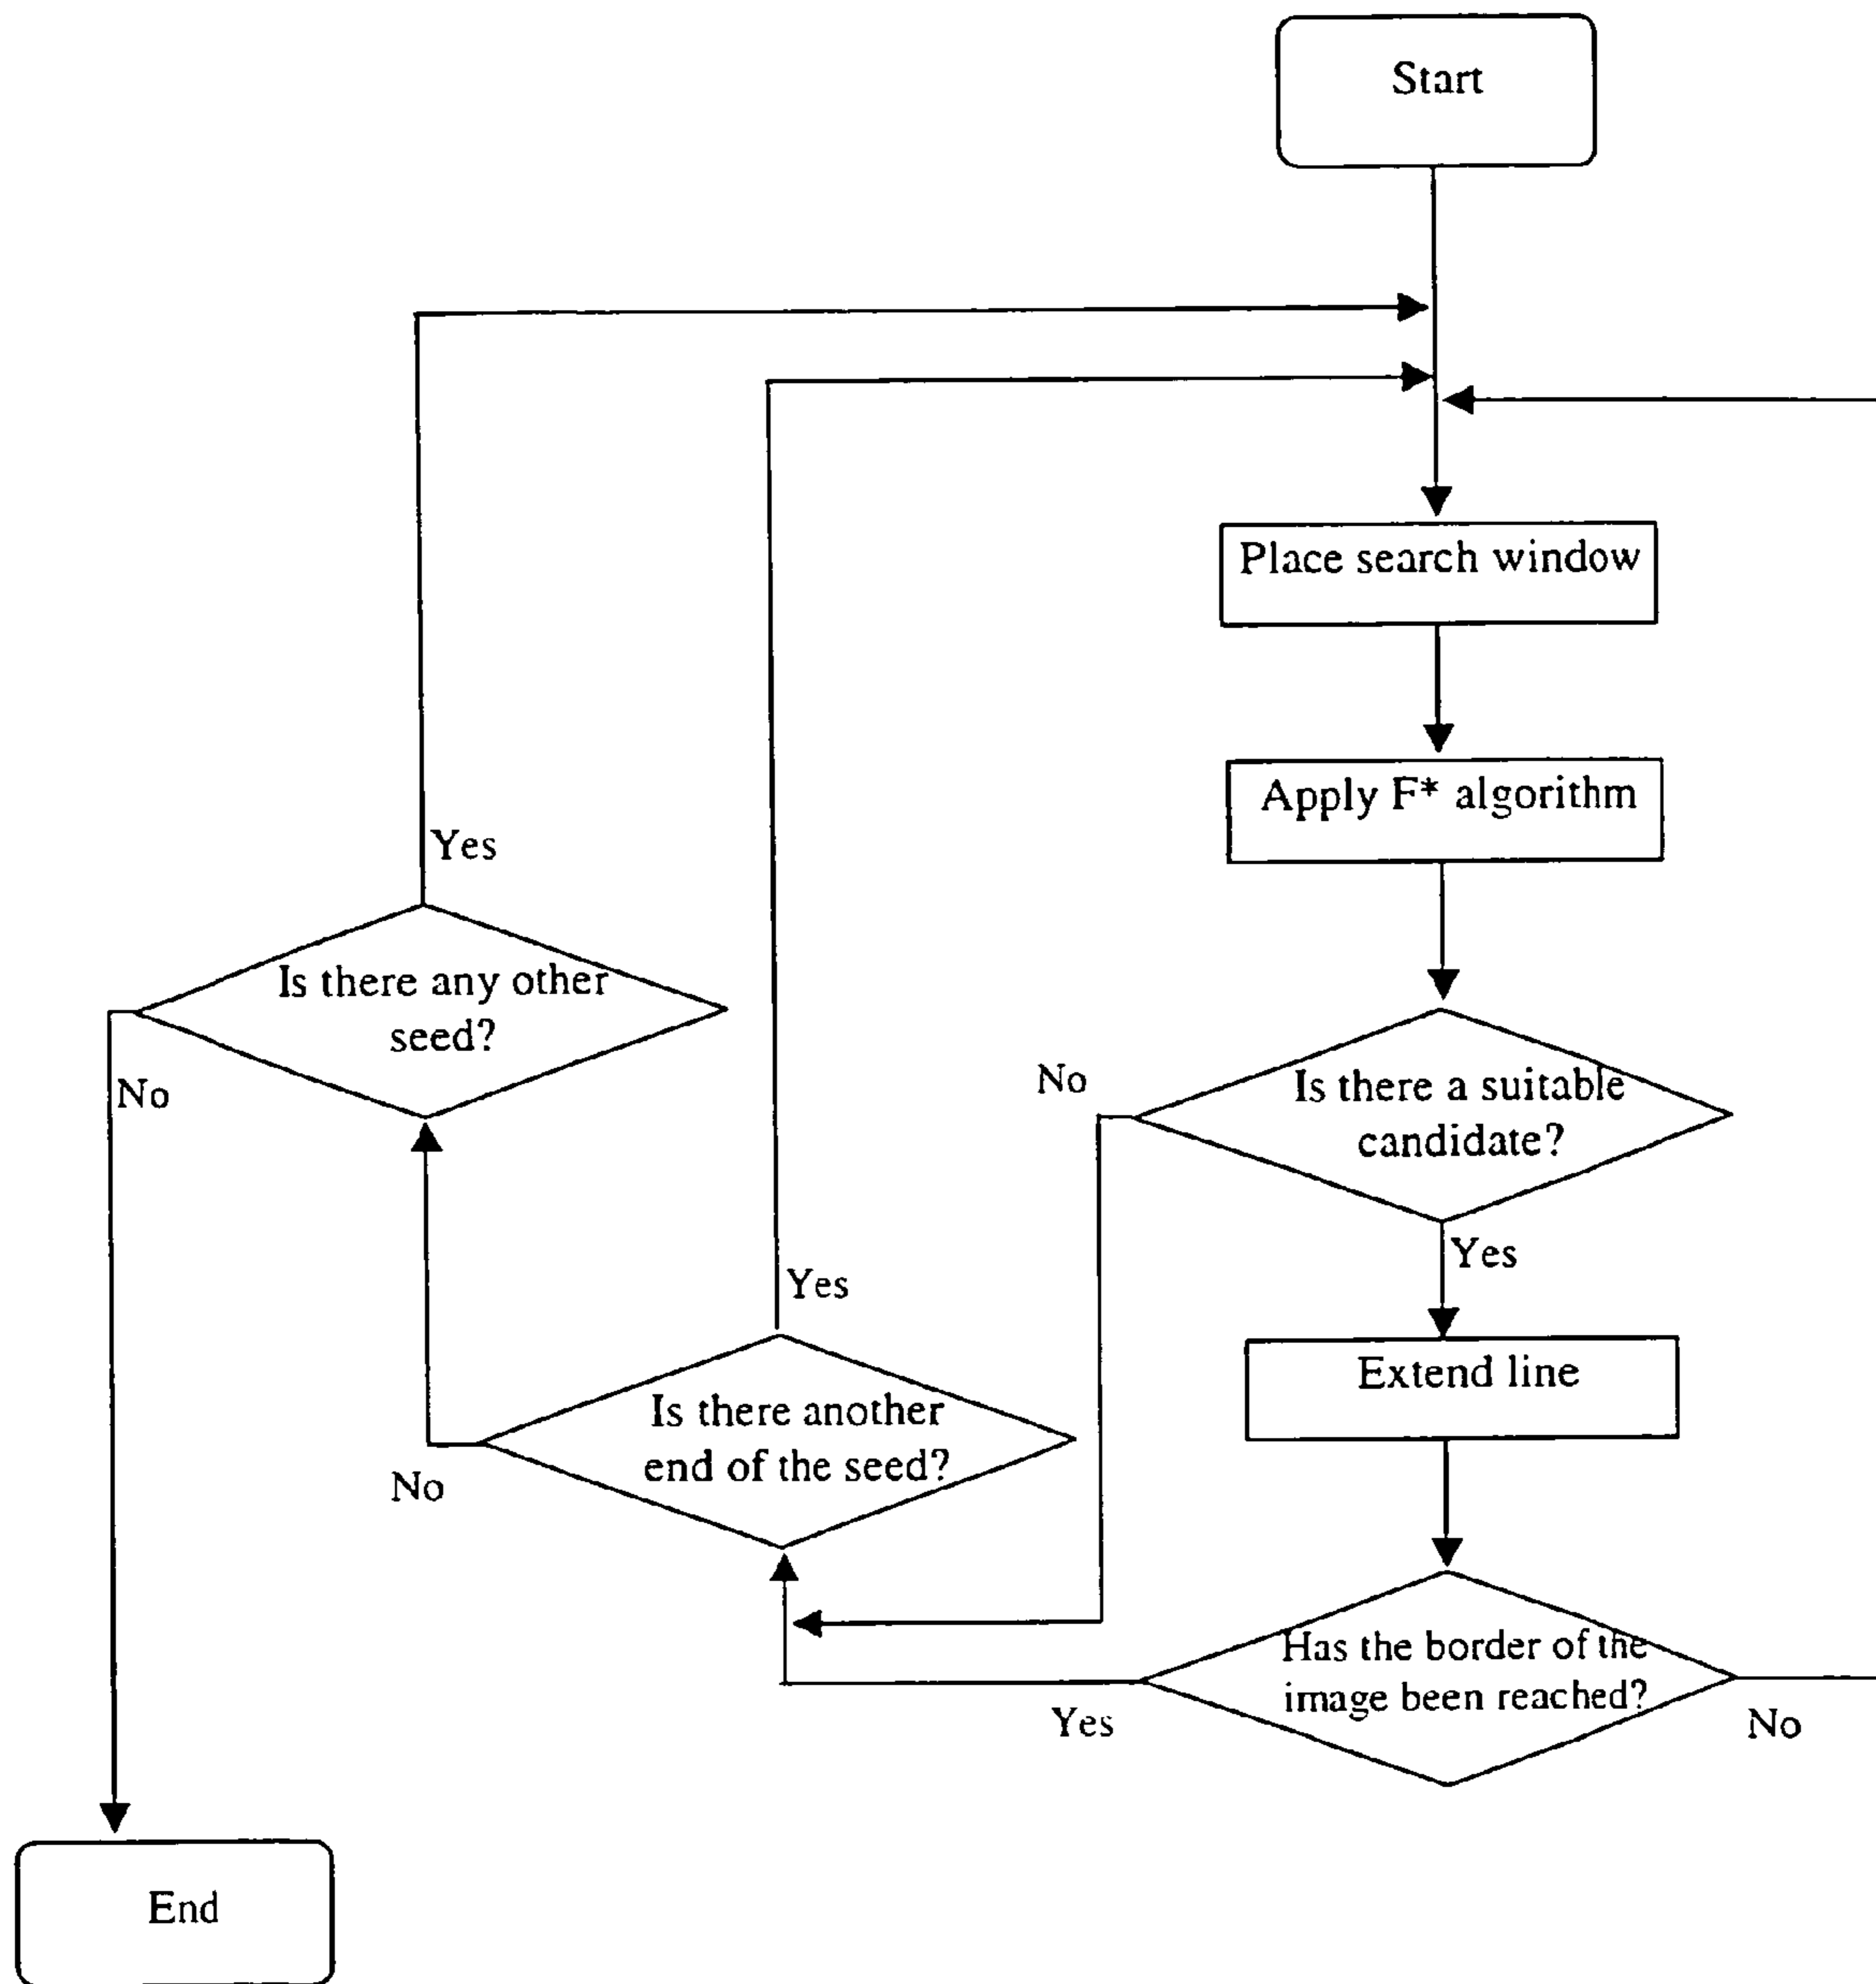 Start
Place search window
Apply F* algorithm
Yes
Is there any other
seed?
No
No
Is there a suitable
candidate?
Yes
Yes
Extend line
Is there another
end of the seed?
No
Has the border of the
image been reached?
Yes
No
End